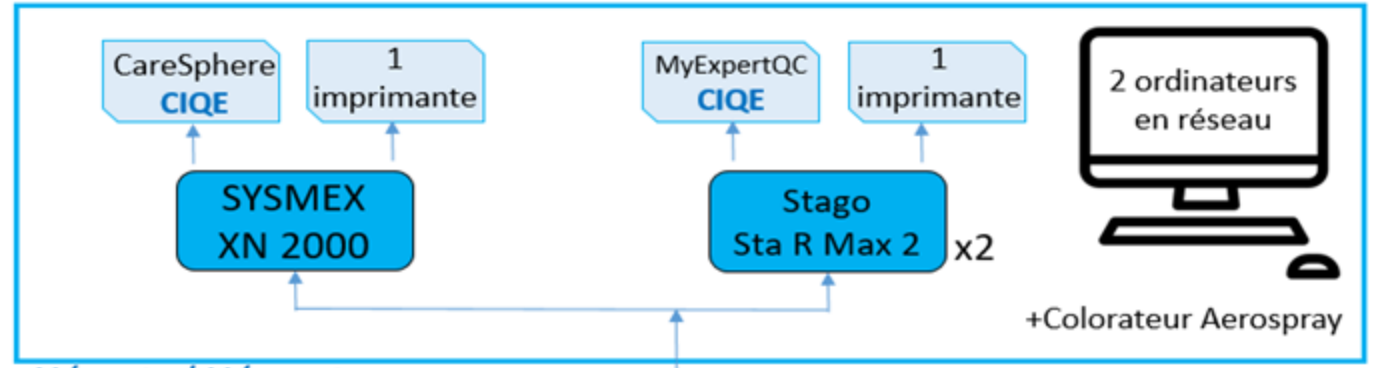 CareSphere
CIQE
1
imprimante
MyExpertQC
CIQE
1
imprimante
2 ordinateurs
en réseau
SYSMEX
XN 2000
Stago
Sta R Max 2
x2
+Colorateur Aerospray